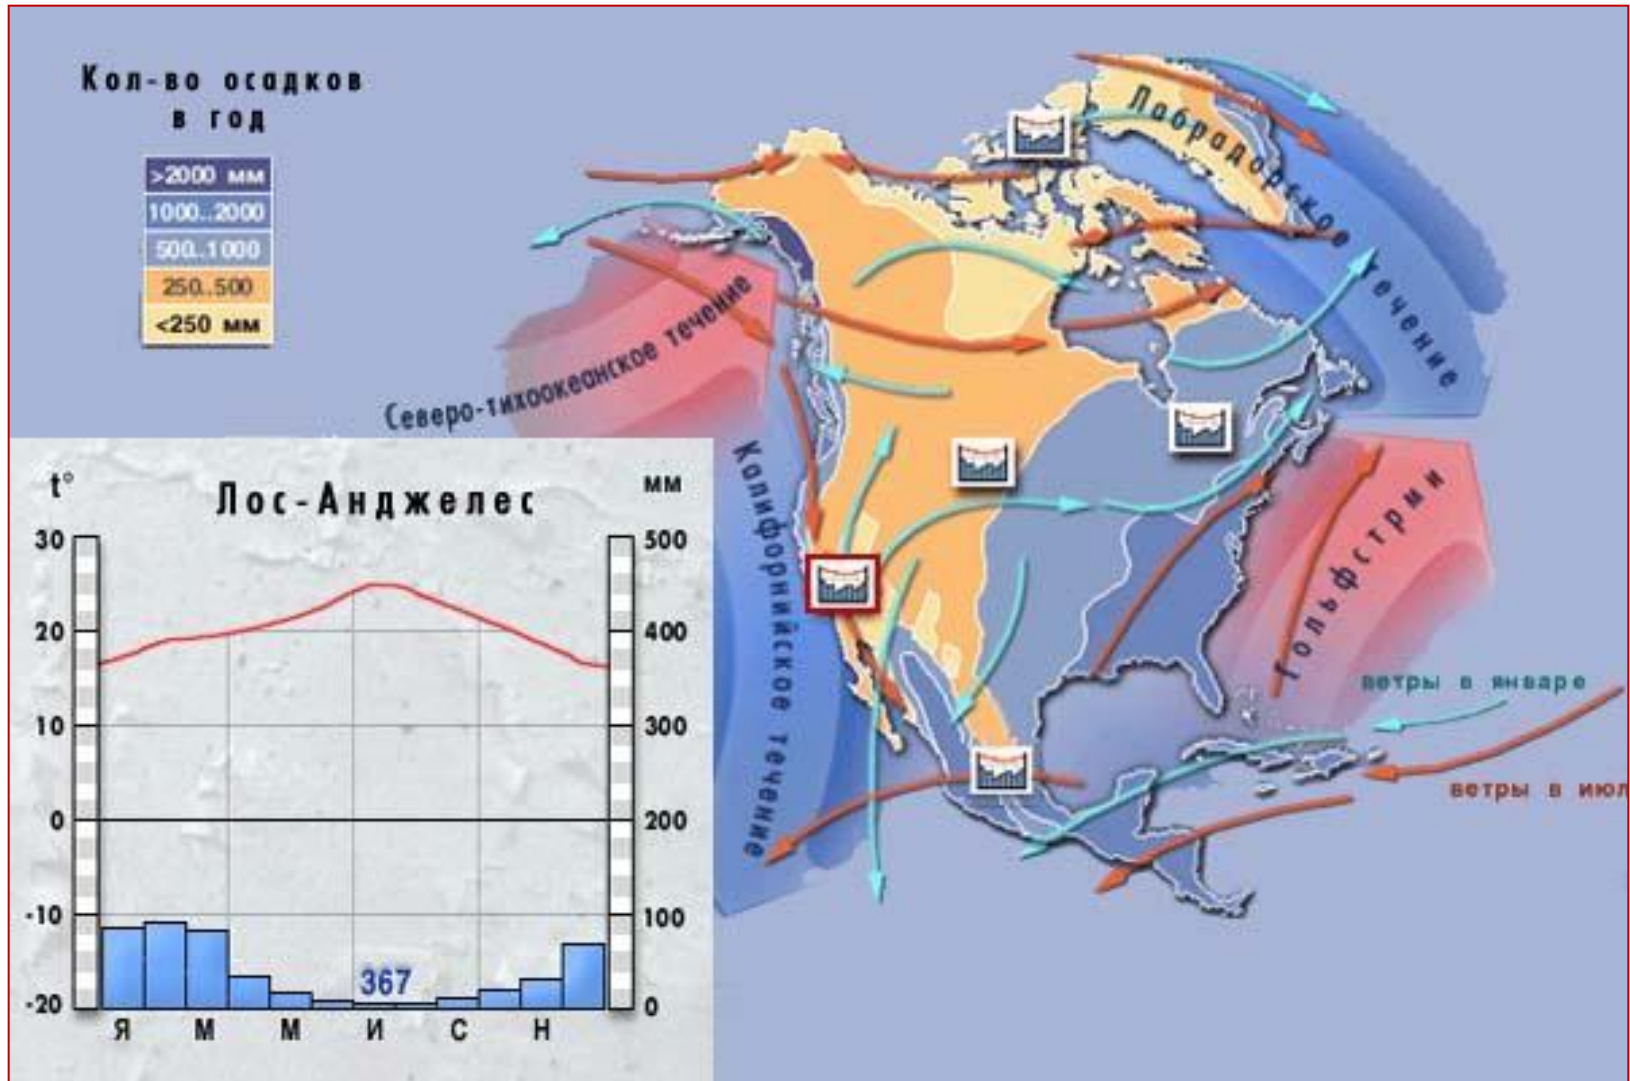 Кол-во осадков
в год
>2000 мм
1000..2000
500..1000
250..500
<250 мм
Лабрадорское течение
Северо-тихоокеанское течение
Калифорнийское течение
Гольфстрми
ветры в январе
ветры в июл
t°
Лос-Анджелес
мм
30
20
10
0
-10
-20
500
400
300
200
100
0
367
Я М М И С Н